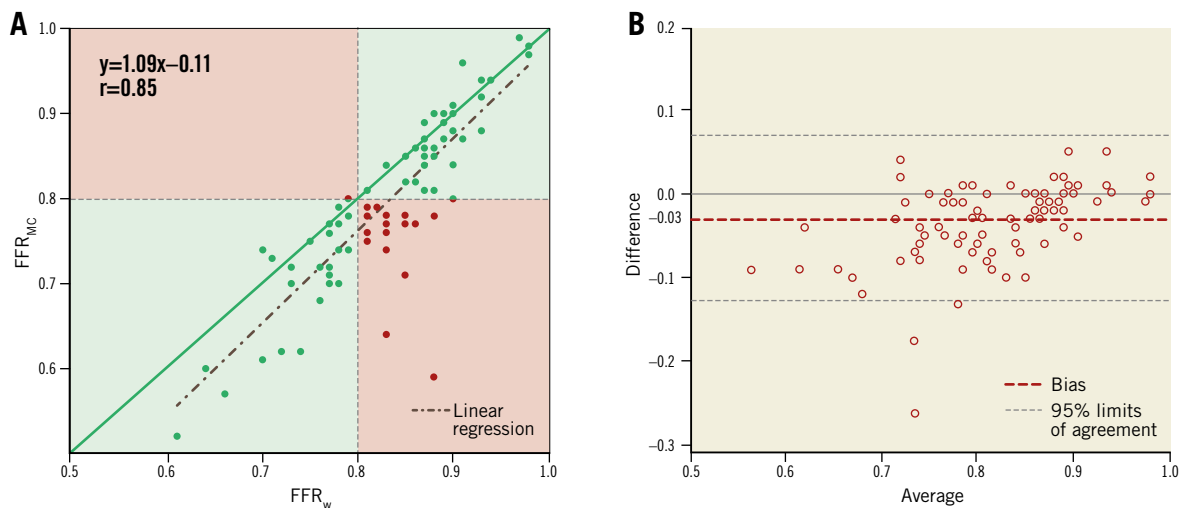 A
y=1.09x–0.11
r=0.85
1.0
0.9
0.8
0.7
0.6
0.5
0.6
0.7
0.8
0.9
1.0
FFRMC
FFRw
Linear
regression
B
0.2
0.1
0.0
–0.03
–0.1
–0.2
–0.3
0.5
0.6
0.7
0.8
0.9
1.0
Difference
Average
Bias
95% limits
of agreement